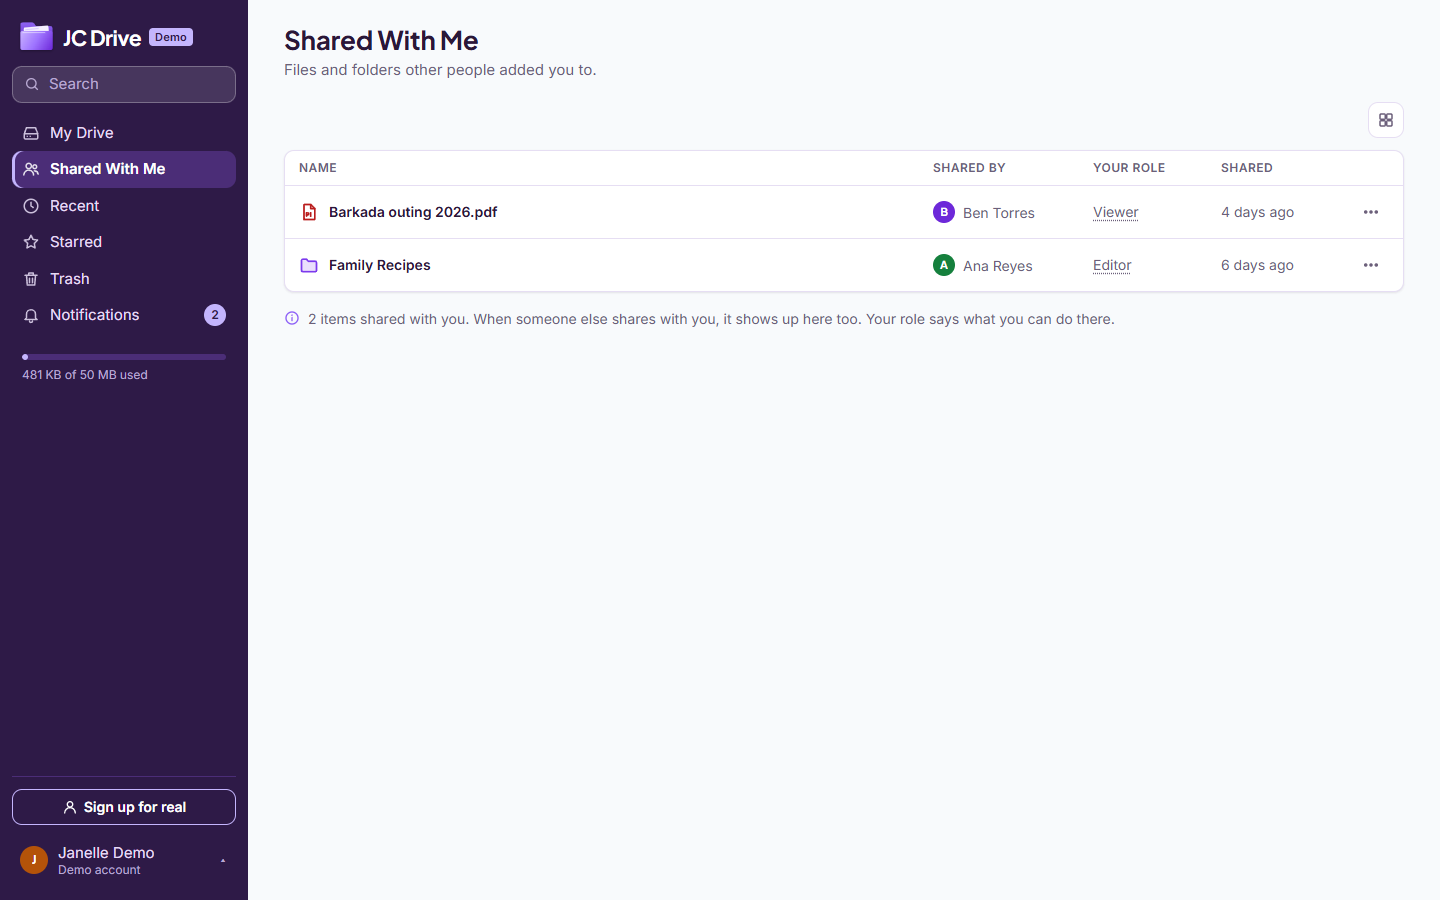 JC Drive Demo
Search
My Drive
Shared With Me
Recent
Starred
Trash
Notifications 2
481 KB of 50 MB used
Sign up for real
J Janelle Demo
Demo account
Shared With Me
Files and folders other people added you to.
NAME SHARED BY YOUR ROLE SHARED
Barkada outing 2026.pdf B Ben Torres Viewer 4 days ago
Family Recipes A Ana Reyes Editor 6 days ago
2 items shared with you. When someone else shares with you, it shows up here too. Your role says what you can do there.